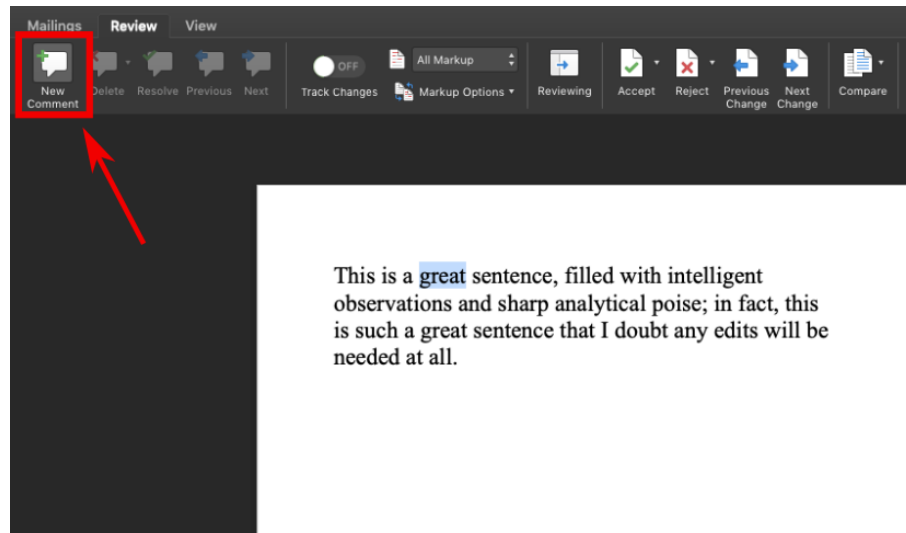 Mailings Review View
New Comment
Delete Resolve Previous Next
OFF
Track Changes
All Markup
Markup Options
Reviewing
Accept Reject Previous Change Next Change
Compare
This is a great sentence, filled with intelligent
observations and sharp analytical poise; in fact, this
is such a great sentence that I doubt any edits will be
needed at all.